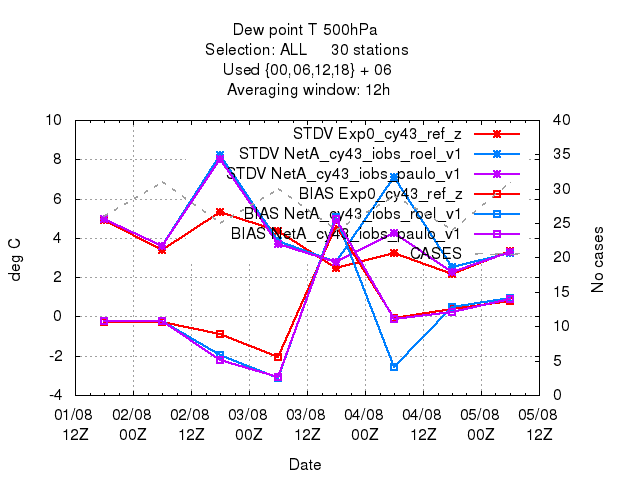 Dew point T 500hPa
Selection: ALL 30 stations
Used {00,06,12,18} + 06
Averaging window: 12h
STDV Exp0_cy43_ref_z
STDV NetA_cy43_iobs_roel_v1
STDV NetA_cy43_iobs_paulo_v1
BIAS Exp0_cy43_ref_z
BIAS NetA_cy43_iobs_roel_v1
BIAS NetA_cy43_iobs_paulo_v1
CASES
deg C
10
8
6
4
2
0
-2
-4
No cases
40
35
30
25
20
15
10
5
0
01/08 02/08 02/08 03/08 03/08 04/08 04/08 05/08 05/08
12Z 00Z 12Z 00Z 12Z 00Z 12Z 00Z 12Z
Date